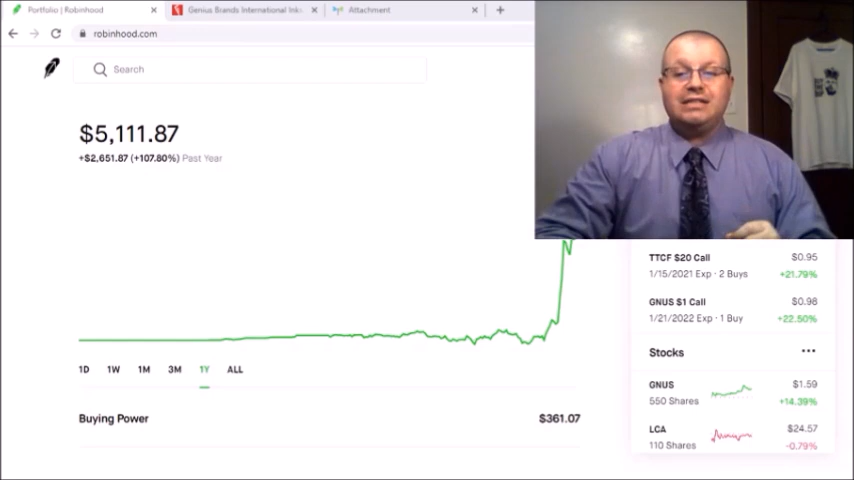 Portfolio | Robinhood
Genius Brands International Ink
Attachment
robinhood.com
Search
$5,111.87
+$2,651.87 (+107.80%) Past Year
1D 1W 1M 3M 1Y ALL
Buying Power $361.07
TTCF $20 Call $0.95
1/15/2021 Exp · 2 Buys +21.79%
GNUS $1 Call $0.98
1/21/2022 Exp · 1 Buy +22.50%
Stocks
GNUS $1.59
550 Shares +14.39%
LCA $24.57
110 Shares -0.79%